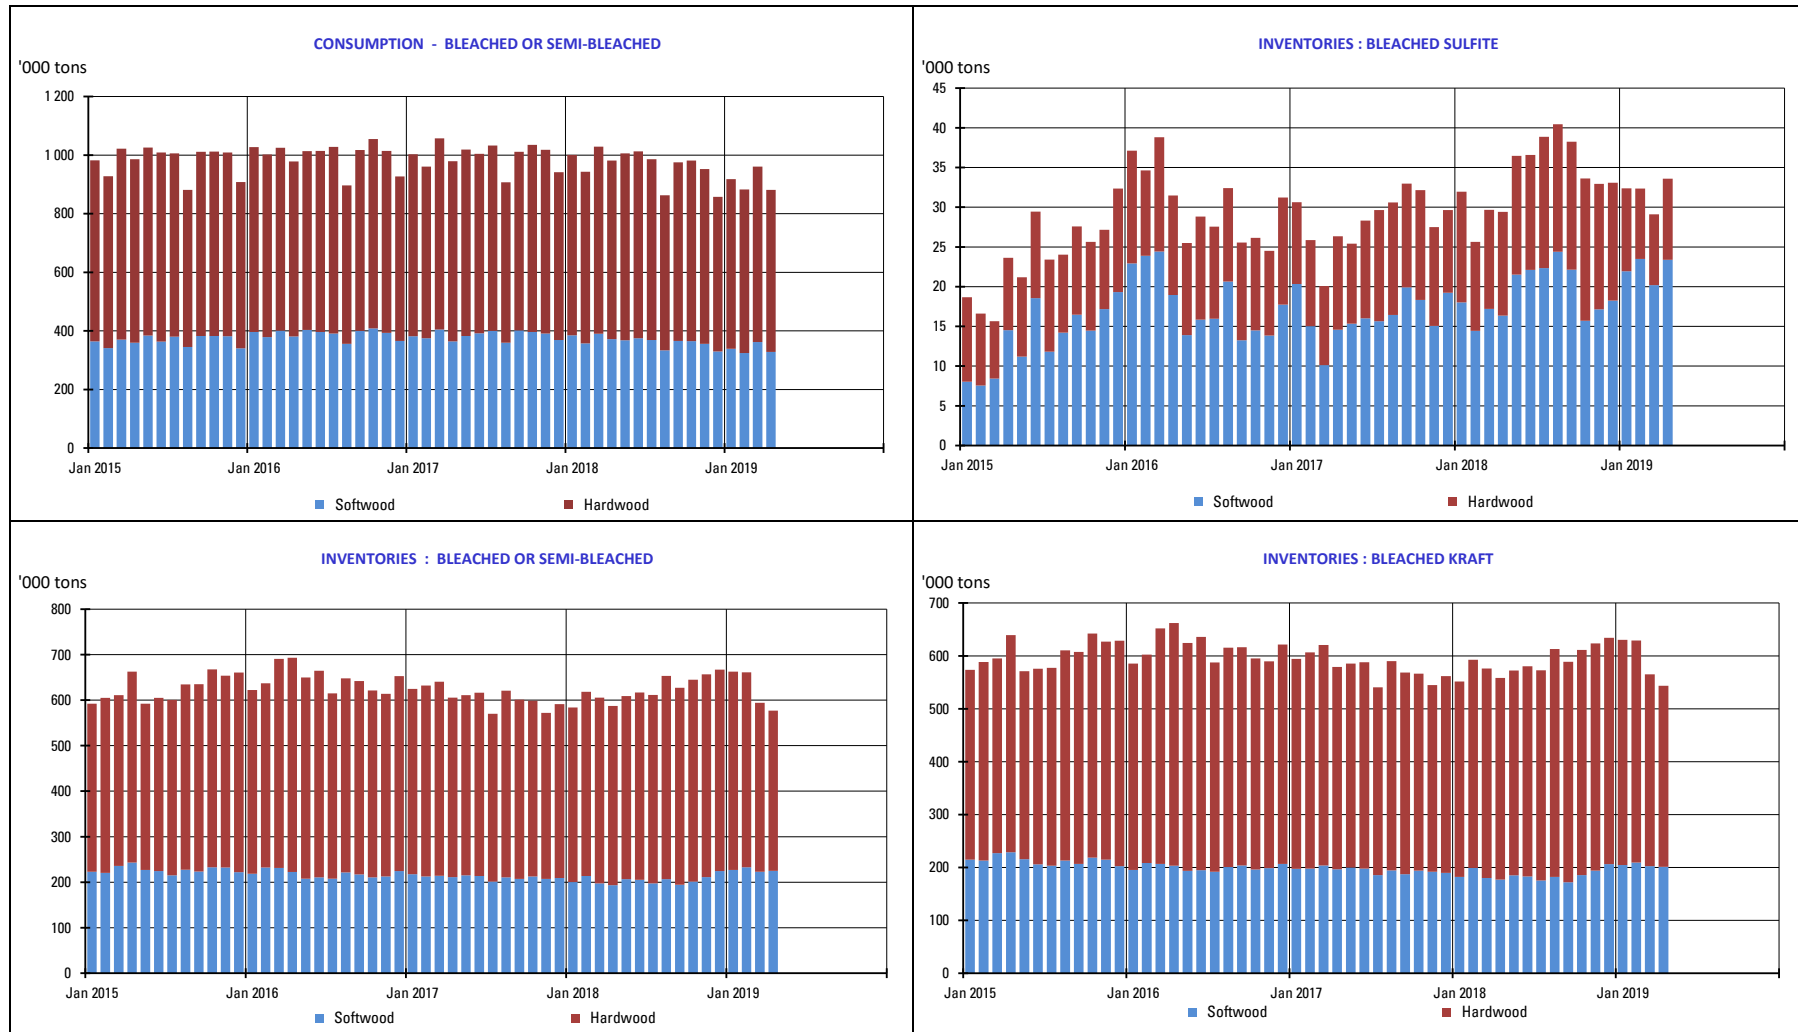 CONSUMPTION - BLEACHED OR SEMI-BLEACHED
'000 tons
1 200
1 000
800
600
400
200
0
Jan 2015 Jan 2016 Jan 2017 Jan 2018 Jan 2019
Softwood Hardwood
INVENTORIES : BLEACHED SULFITE
'000 tons
45
40
35
30
25
20
15
10
5
0
Jan 2015 Jan 2016 Jan 2017 Jan 2018 Jan 2019
Softwood Hardwood
INVENTORIES : BLEACHED OR SEMI-BLEACHED
'000 tons
800
700
600
500
400
300
200
100
0
Jan 2015 Jan 2016 Jan 2017 Jan 2018 Jan 2019
Softwood Hardwood
INVENTORIES : BLEACHED KRAFT
'000 tons
700
600
500
400
300
200
100
0
Jan 2015 Jan 2016 Jan 2017 Jan 2018 Jan 2019
Softwood Hardwood